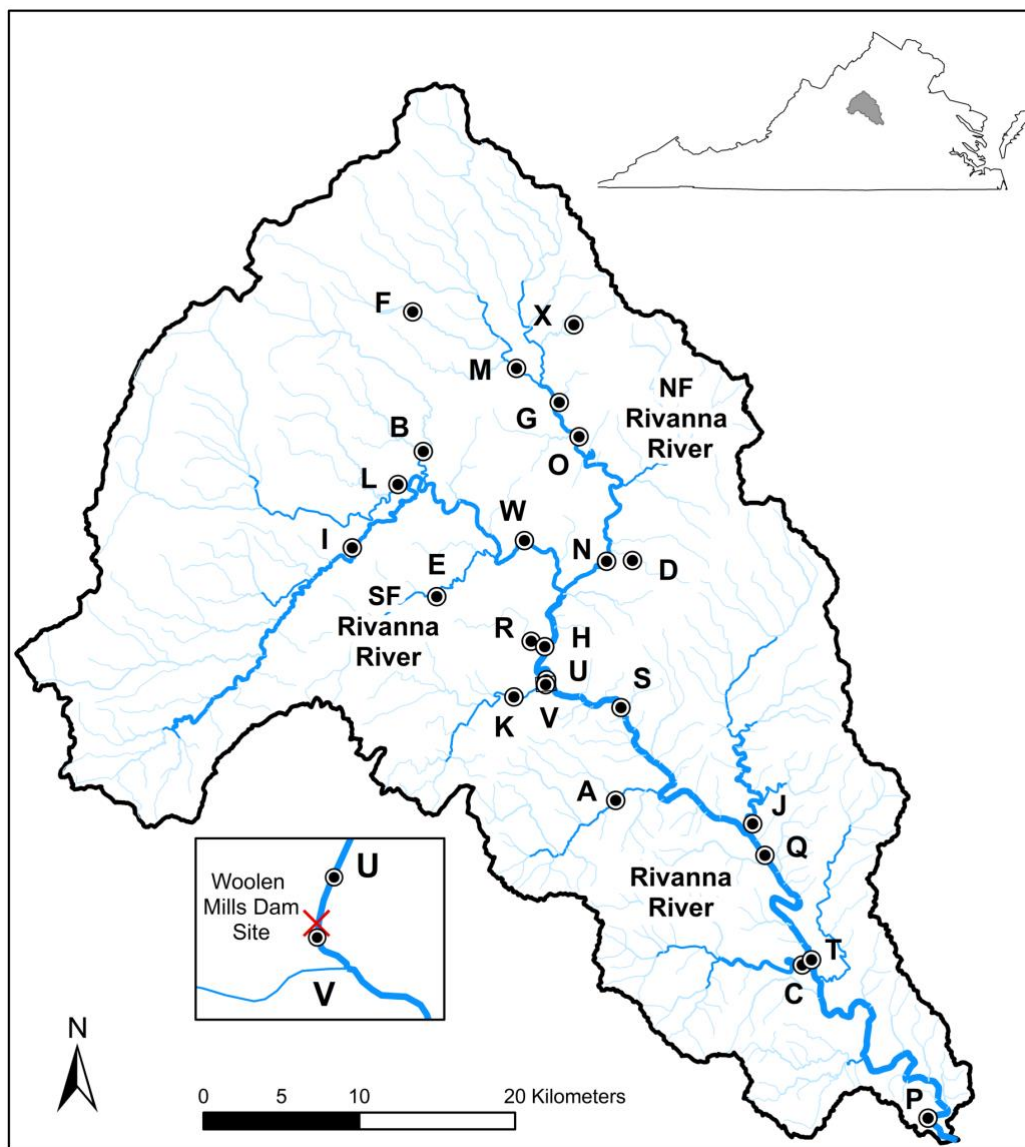 F
X
M
NF
Rivanna
River
G
B
O
L
W
I
N
D
E
SF
Rivanna
River
R
H
U
S
K
V
A
J
Q
Rivanna
River
Woolen
Mills Dam
Site
U
V
T
C
N
P
0 5 10 20 Kilometers